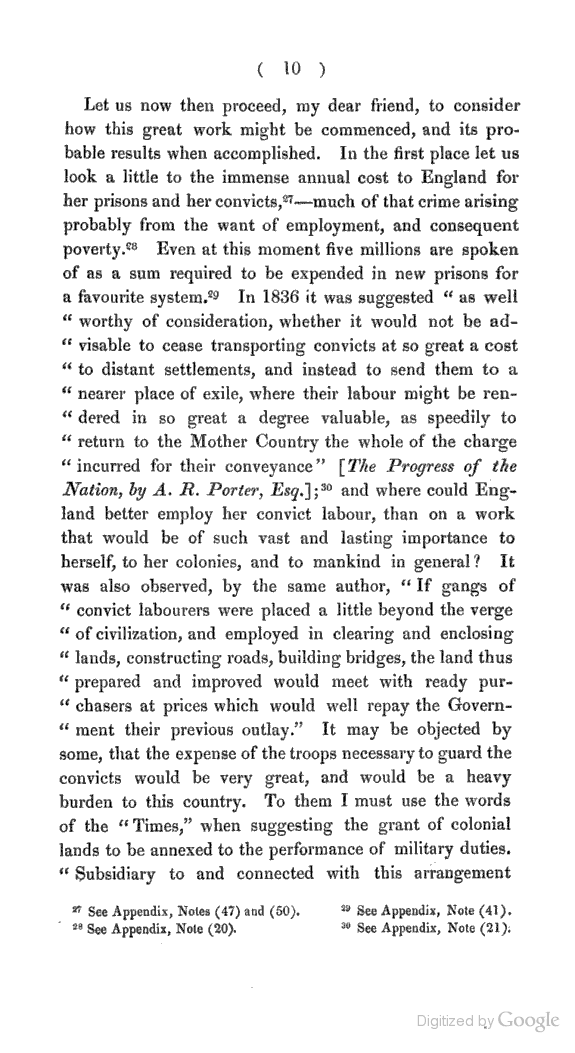 ( 10 )
Let us now then proceed, my dear friend, to consider
how this great work might be commenced, and its pro-
bable results when accomplished. In the first place let us
look a little to the immense annual cost to England for
her prisons and her convicts,²⁷—much of that crime arising
probably from the want of employment, and consequent
poverty.²⁸ Even at this moment five millions are spoken
of as a sum required to be expended in new prisons for
a favourite system.²⁹ In 1836 it was suggested “ as well
“ worthy of consideration, whether it would not be ad-
“ visable to cease transporting convicts at so great a cost
“ to distant settlements, and instead to send them to a
“ nearer place of exile, where their labour might be ren-
“ dered in so great a degree valuable, as speedily to
“ return to the Mother Country the whole of the charge
“ incurred for their conveyance” [The Progress of the
Nation, by A. R. Porter, Esq.];³⁰ and where could Eng-
land better employ her convict labour, than on a work
that would be of such vast and lasting importance to
herself, to her colonies, and to mankind in general? It
was also observed, by the same author, “ If gangs of
“ convict labourers were placed a little beyond the verge
“ of civilization, and employed in clearing and enclosing
“ lands, constructing roads, building bridges, the land thus
“ prepared and improved would meet with ready pur-
“ chasers at prices which would well repay the Govern-
“ ment their previous outlay.” It may be objected by
some, that the expense of the troops necessary to guard the
convicts would be very great, and would be a heavy
burden to this country. To them I must use the words
of the “Times,” when suggesting the grant of colonial
lands to be annexed to the performance of military duties.
“ Subsidiary to and connected with this arrangement
²⁷ See Appendix, Notes (47) and (50).
²⁸ See Appendix, Note (20).
²⁹ See Appendix, Note (41).
³⁰ See Appendix, Note (21).
Digitized by Google